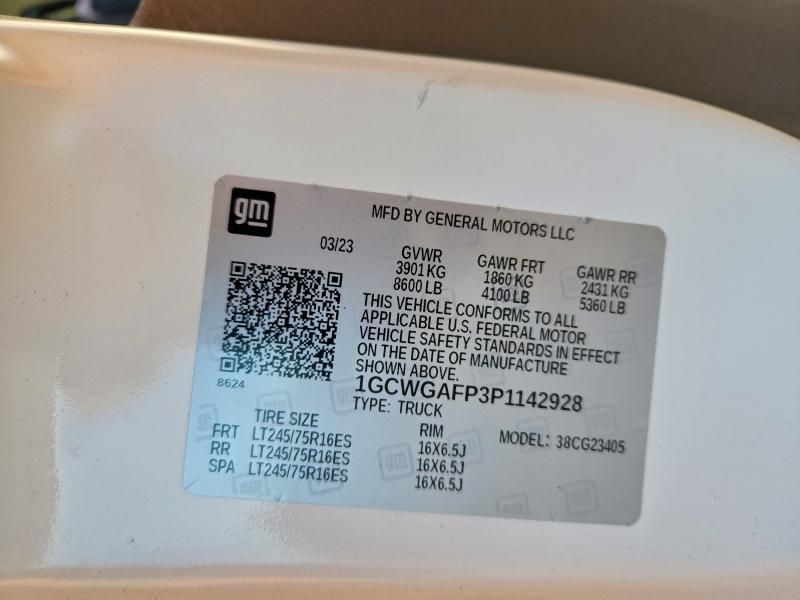 gm
MFD BY GENERAL MOTORS LLC
03/23
GVWR GAWR FRT GAWR RR
3901 KG 1860 KG 2431 KG
8600 LB 4100 LB 5360 LB
THIS VEHICLE CONFORMS TO ALL
APPLICABLE U.S. FEDERAL MOTOR
VEHICLE SAFETY STANDARDS IN EFFECT
ON THE DATE OF MANUFACTURE
SHOWN ABOVE.
8624
1GCWGAFP3P1142928
TYPE: TRUCK
MODEL: 38CG23405
TIRE SIZE RIM
FRT LT245/75R16ES 16X6.5J
RR LT245/75R16ES 16X6.5J
SPA LT245/75R16ES 16X6.5J